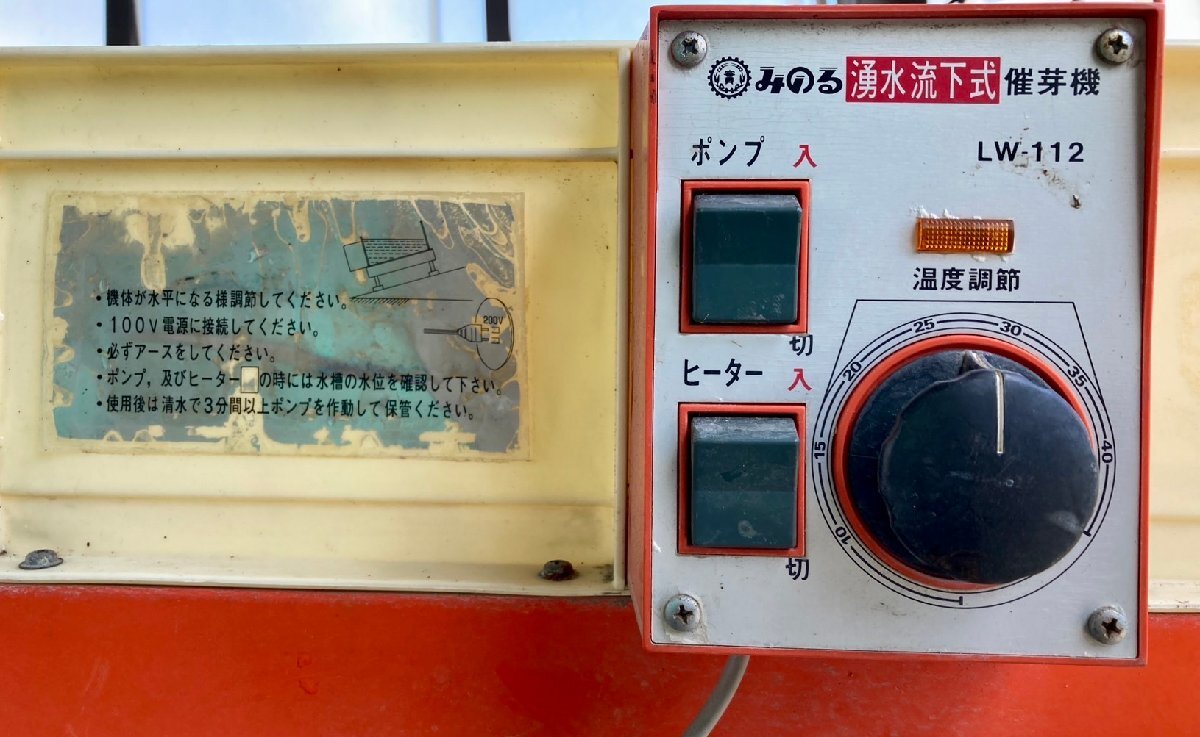 ・機体が水平になる様調節してください。
・100V電源に接続してください。
・必ずアースをしてください。
・ポンプ,及びヒーター の時には水槽の水位を確認して下さい。
・使用後は清水で3分間以上ポンプを作動して保管ください。
200V
みのる 湧水流下式 催芽機
LW-112
ポンプ 入
切
ヒーター 入
切
温度調節
10 15 20 25 30 35 40